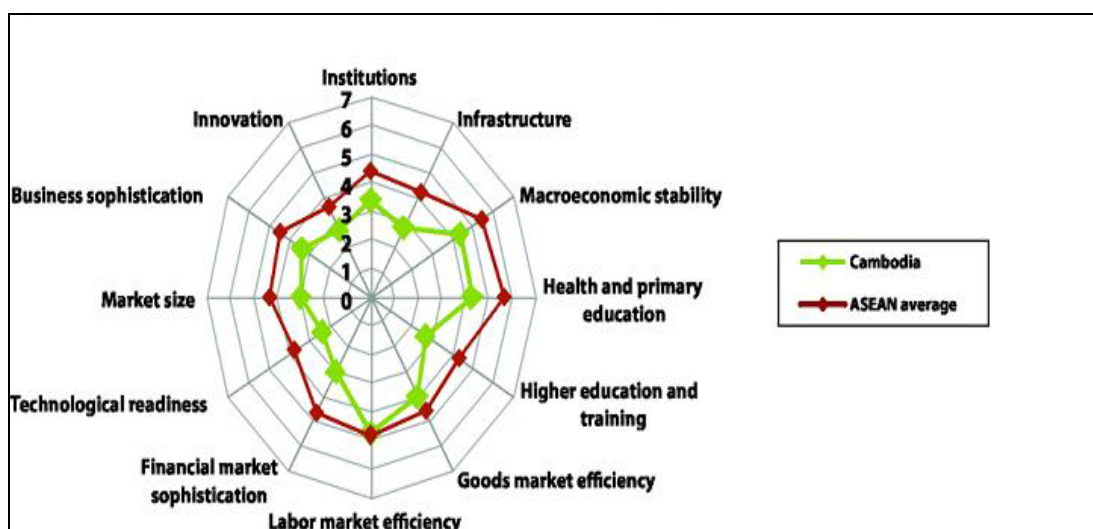 Institutions
Innovation
Infrastructure
Business sophistication
Macroeconomic stability
Market size
Health and primary
education
Technological readiness
Higher education and
training
Financial market
sophistication
Goods market efficiency
Labor market efficiency
7
6
5
4
3
2
1
0
Cambodia
ASEAN average